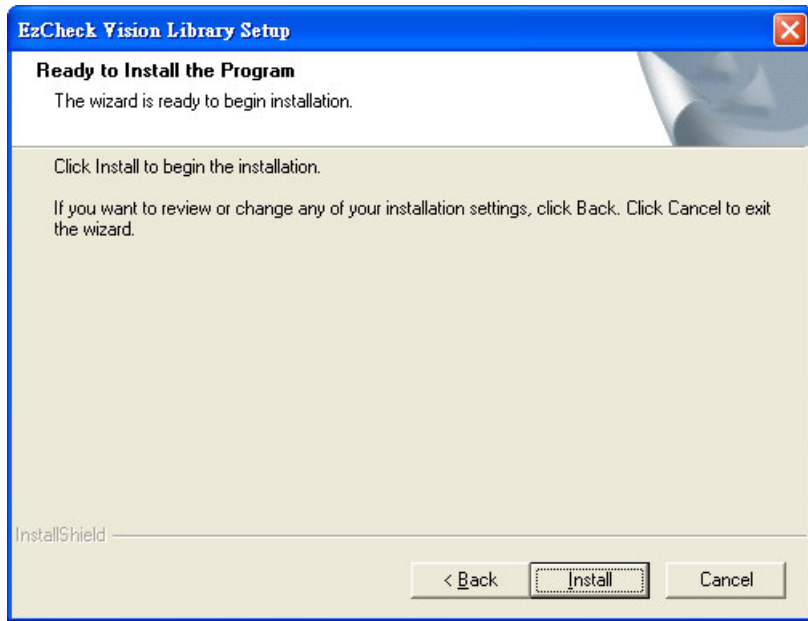 EzCheck Vision Library Setup
Ready to Install the Program
The wizard is ready to begin installation.
Click Install to begin the installation.
If you want to review or change any of your installation settings, click Back. Click Cancel to exit
the wizard.
InstallShield
< Back Install Cancel